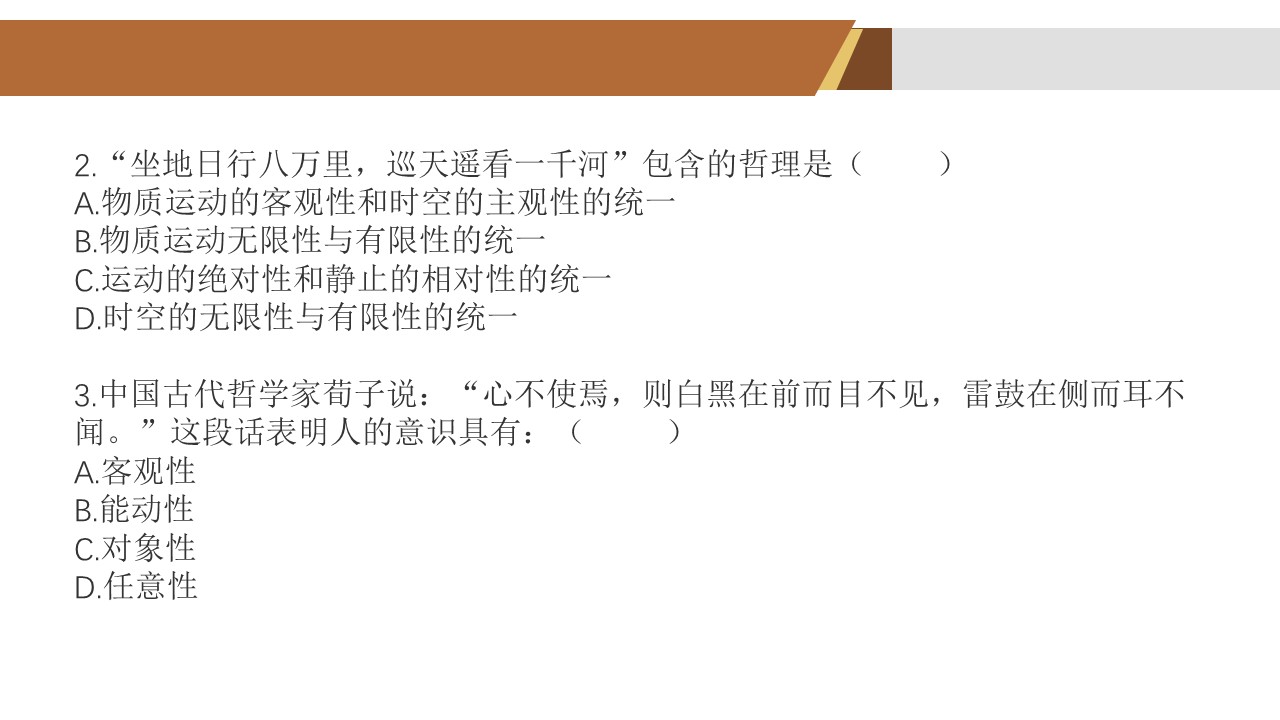 2.“坐地日行八万里，巡天遥看一千河”包含的哲理是（　　）
A.物质运动的客观性和时空的主观性的统一
B.物质运动无限性与有限性的统一
C.运动的绝对性和静止的相对性的统一
D.时空的无限性与有限性的统一
3.中国古代哲学家荀子说：“心不使焉，则白黑在前而目不见，雷鼓在侧而耳不
闻。”这段话表明人的意识具有：（　　）
A.客观性
B.能动性
C.对象性
D.任意性